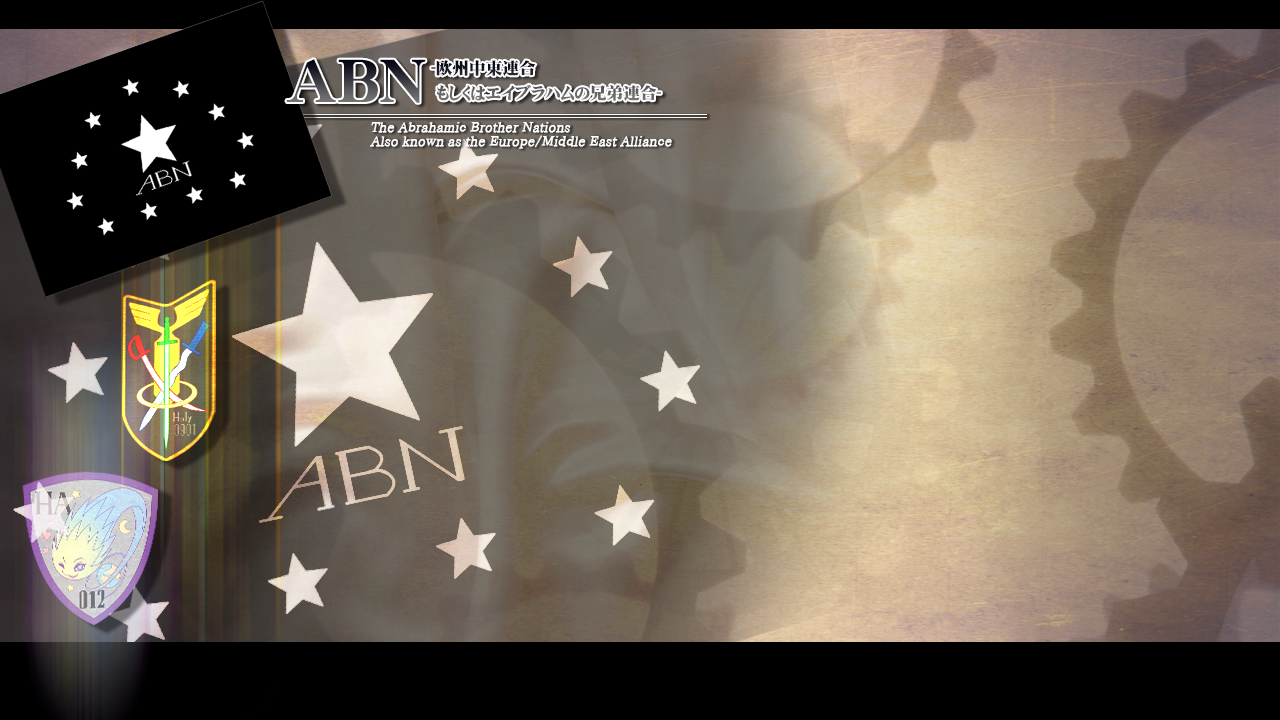 ABN
-欧州中東連合
もしくはエイブラハムの兄弟連合-
The Abrahamic Brother Nations
Also known as the Europe/Middle East Alliance
ABN
ABN
Holy
0901
HA
012